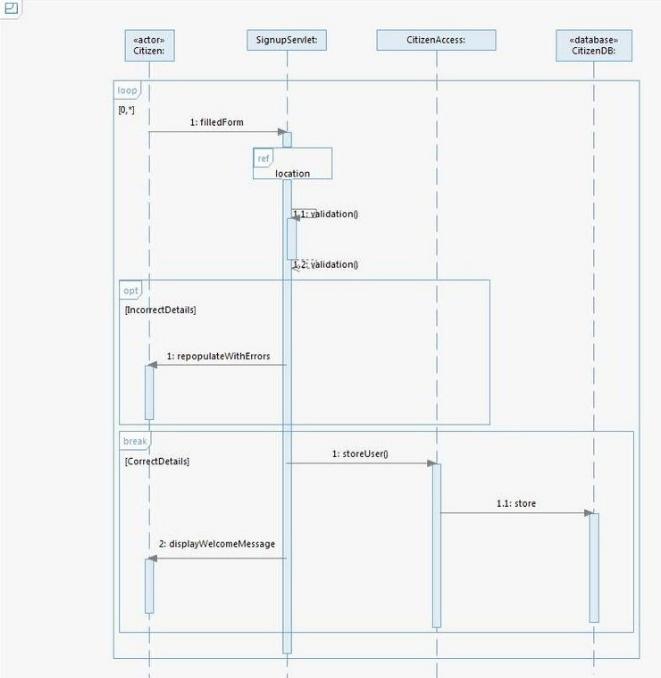 «actor»
Citizen:
SignupServlet:
CitizenAccess:
«database»
CitizenDB:
loop
[0,*]
1: filledForm
ref
location
1.1: validation()
1.2: validation()
opt
[IncorrectDetails]
1: repopulateWithErrors
break
[CorrectDetails]
1: storeUser()
1.1: store
2: displayWelcomeMessage